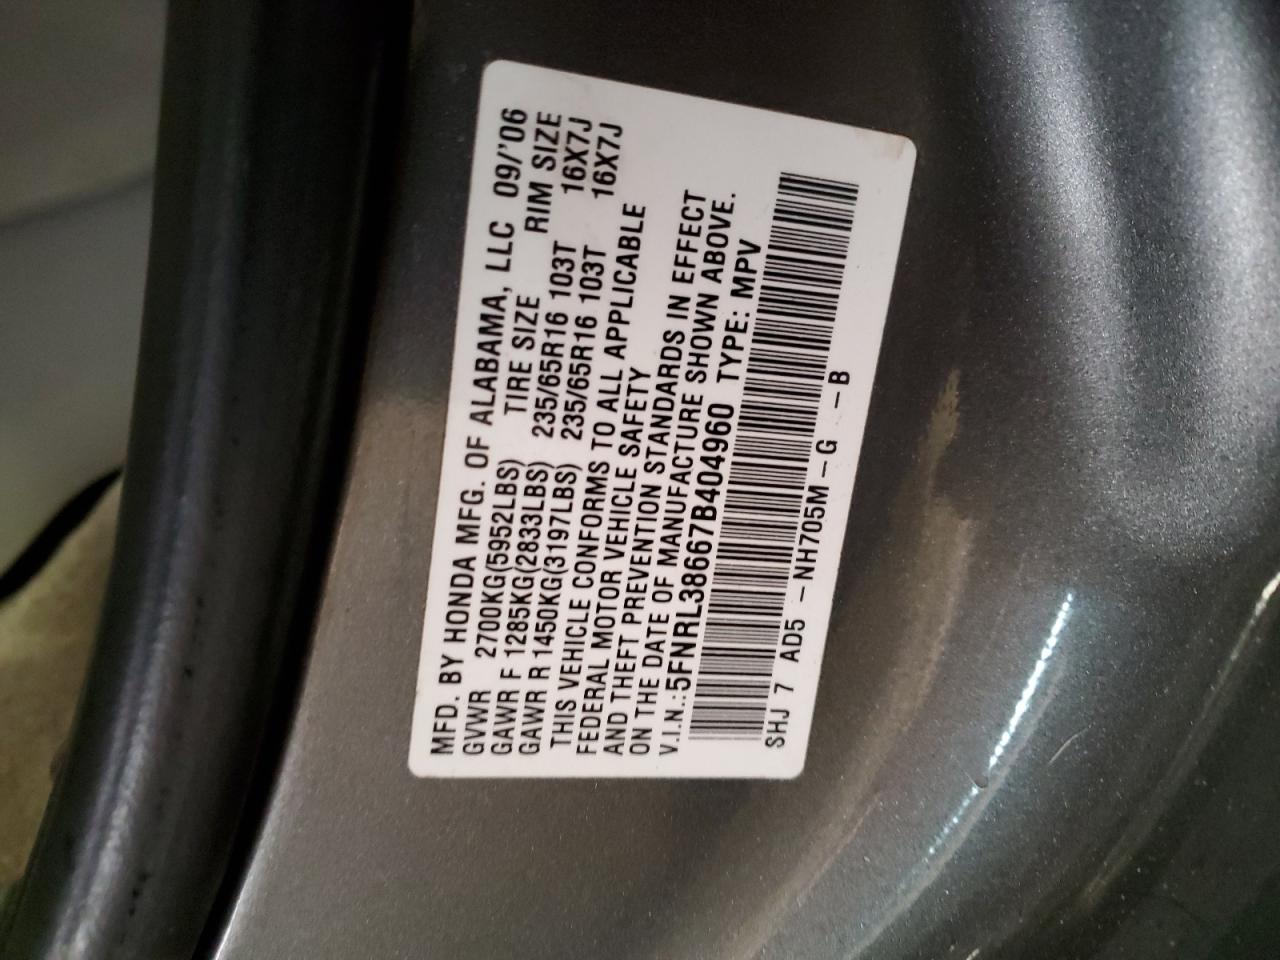 MFD. BY HONDA MFG. OF ALABAMA, LLC 09/'06
GVWR 2700KG(5952LBS) TIRE SIZE RIM SIZE
GAWR F 1285KG(2833LBS) 235/65R16 103T 16X7J
GAWR R 1450KG(3197LBS) 235/65R16 103T 16X7J
THIS VEHICLE CONFORMS TO ALL APPLICABLE
FEDERAL MOTOR VEHICLE SAFETY
AND THEFT PREVENTION STANDARDS IN EFFECT
ON THE DATE OF MANUFACTURE SHOWN ABOVE.
V.I.N.:5FNRL38667B404960 TYPE: MPV
SHJ 7 AD5 -NH705M-G -B